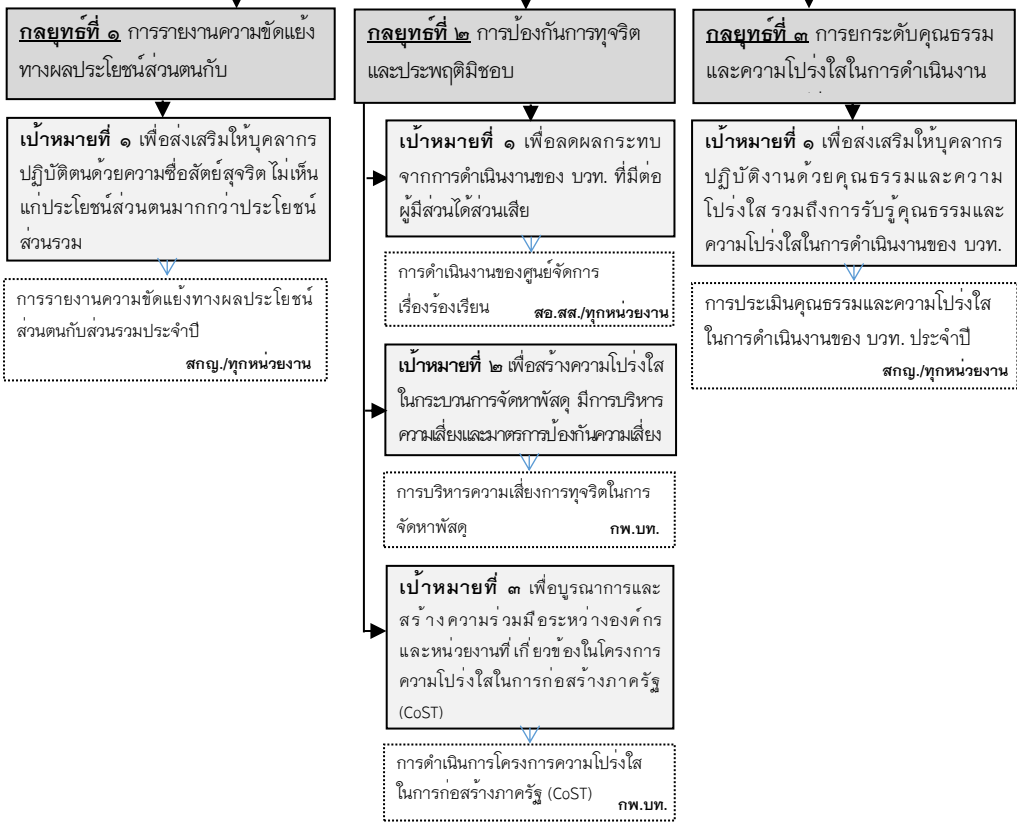 กลยุทธ์ที่ ๑ การรายงานความขัดแย้ง
ทางผลประโยชน์ส่วนตนกับ
เป้าหมายที่ ๑ เพื่อส่งเสริมให้บุคลากร
ปฏิบัติตนด้วยความซื่อสัตย์สุจริต ไม่เห็น
แก่ประโยชน์ส่วนตนมากกว่าประโยชน์
ส่วนรวม
การรายงานความขัดแย้งทางผลประโยชน์
ส่วนตนกับส่วนรวมประจำปี
สกญ./ทุกหน่วยงาน
กลยุทธ์ที่ ๒ การป้องกันการทุจริต
และประพฤติมิชอบ
เป้าหมายที่ ๑ เพื่อลดผลกระทบ
จากการดำเนินงานของ บวท. ที่มีต่อ
ผู้มีส่วนได้ส่วนเสีย
การดำเนินงานของศูนย์จัดการ
เรื่องร้องเรียน สอ.สส./ทุกหน่วยงาน
เป้าหมายที่ ๒ เพื่อสร้างความโปร่งใส
ในกระบวนการจัดหาพัสดุ มีการบริหาร
ความเสี่ยงและมาตรการป้องกันความเสี่ยง
การบริหารความเสี่ยงการทุจริตในการ
จัดหาพัสดุ กพ.บท.
เป้าหมายที่ ๓ เพื่อบูรณาการและ
สร้างความร่วมมือระหว่างองค์กร
และหน่วยงานที่เกี่ยวข้องในโครงการ
ความโปร่งใสในการก่อสร้างภาครัฐ
(CoST)
การดำเนินการโครงการความโปร่งใส
ในการก่อสร้างภาครัฐ (CoST) กพ.บท.
กลยุทธ์ที่ ๓ การยกระดับคุณธรรม
และความโปร่งใสในการดำเนินงาน
เป้าหมายที่ ๑ เพื่อส่งเสริมให้บุคลากร
ปฏิบัติงานด้วยคุณธรรมและความ
โปร่งใส รวมถึงการรับรู้คุณธรรมและ
ความโปร่งใสในการดำเนินงานของ บวท.
การประเมินคุณธรรมและความโปร่งใส
ในการดำเนินงานของ บวท. ประจำปี
สกญ./ทุกหน่วยงาน